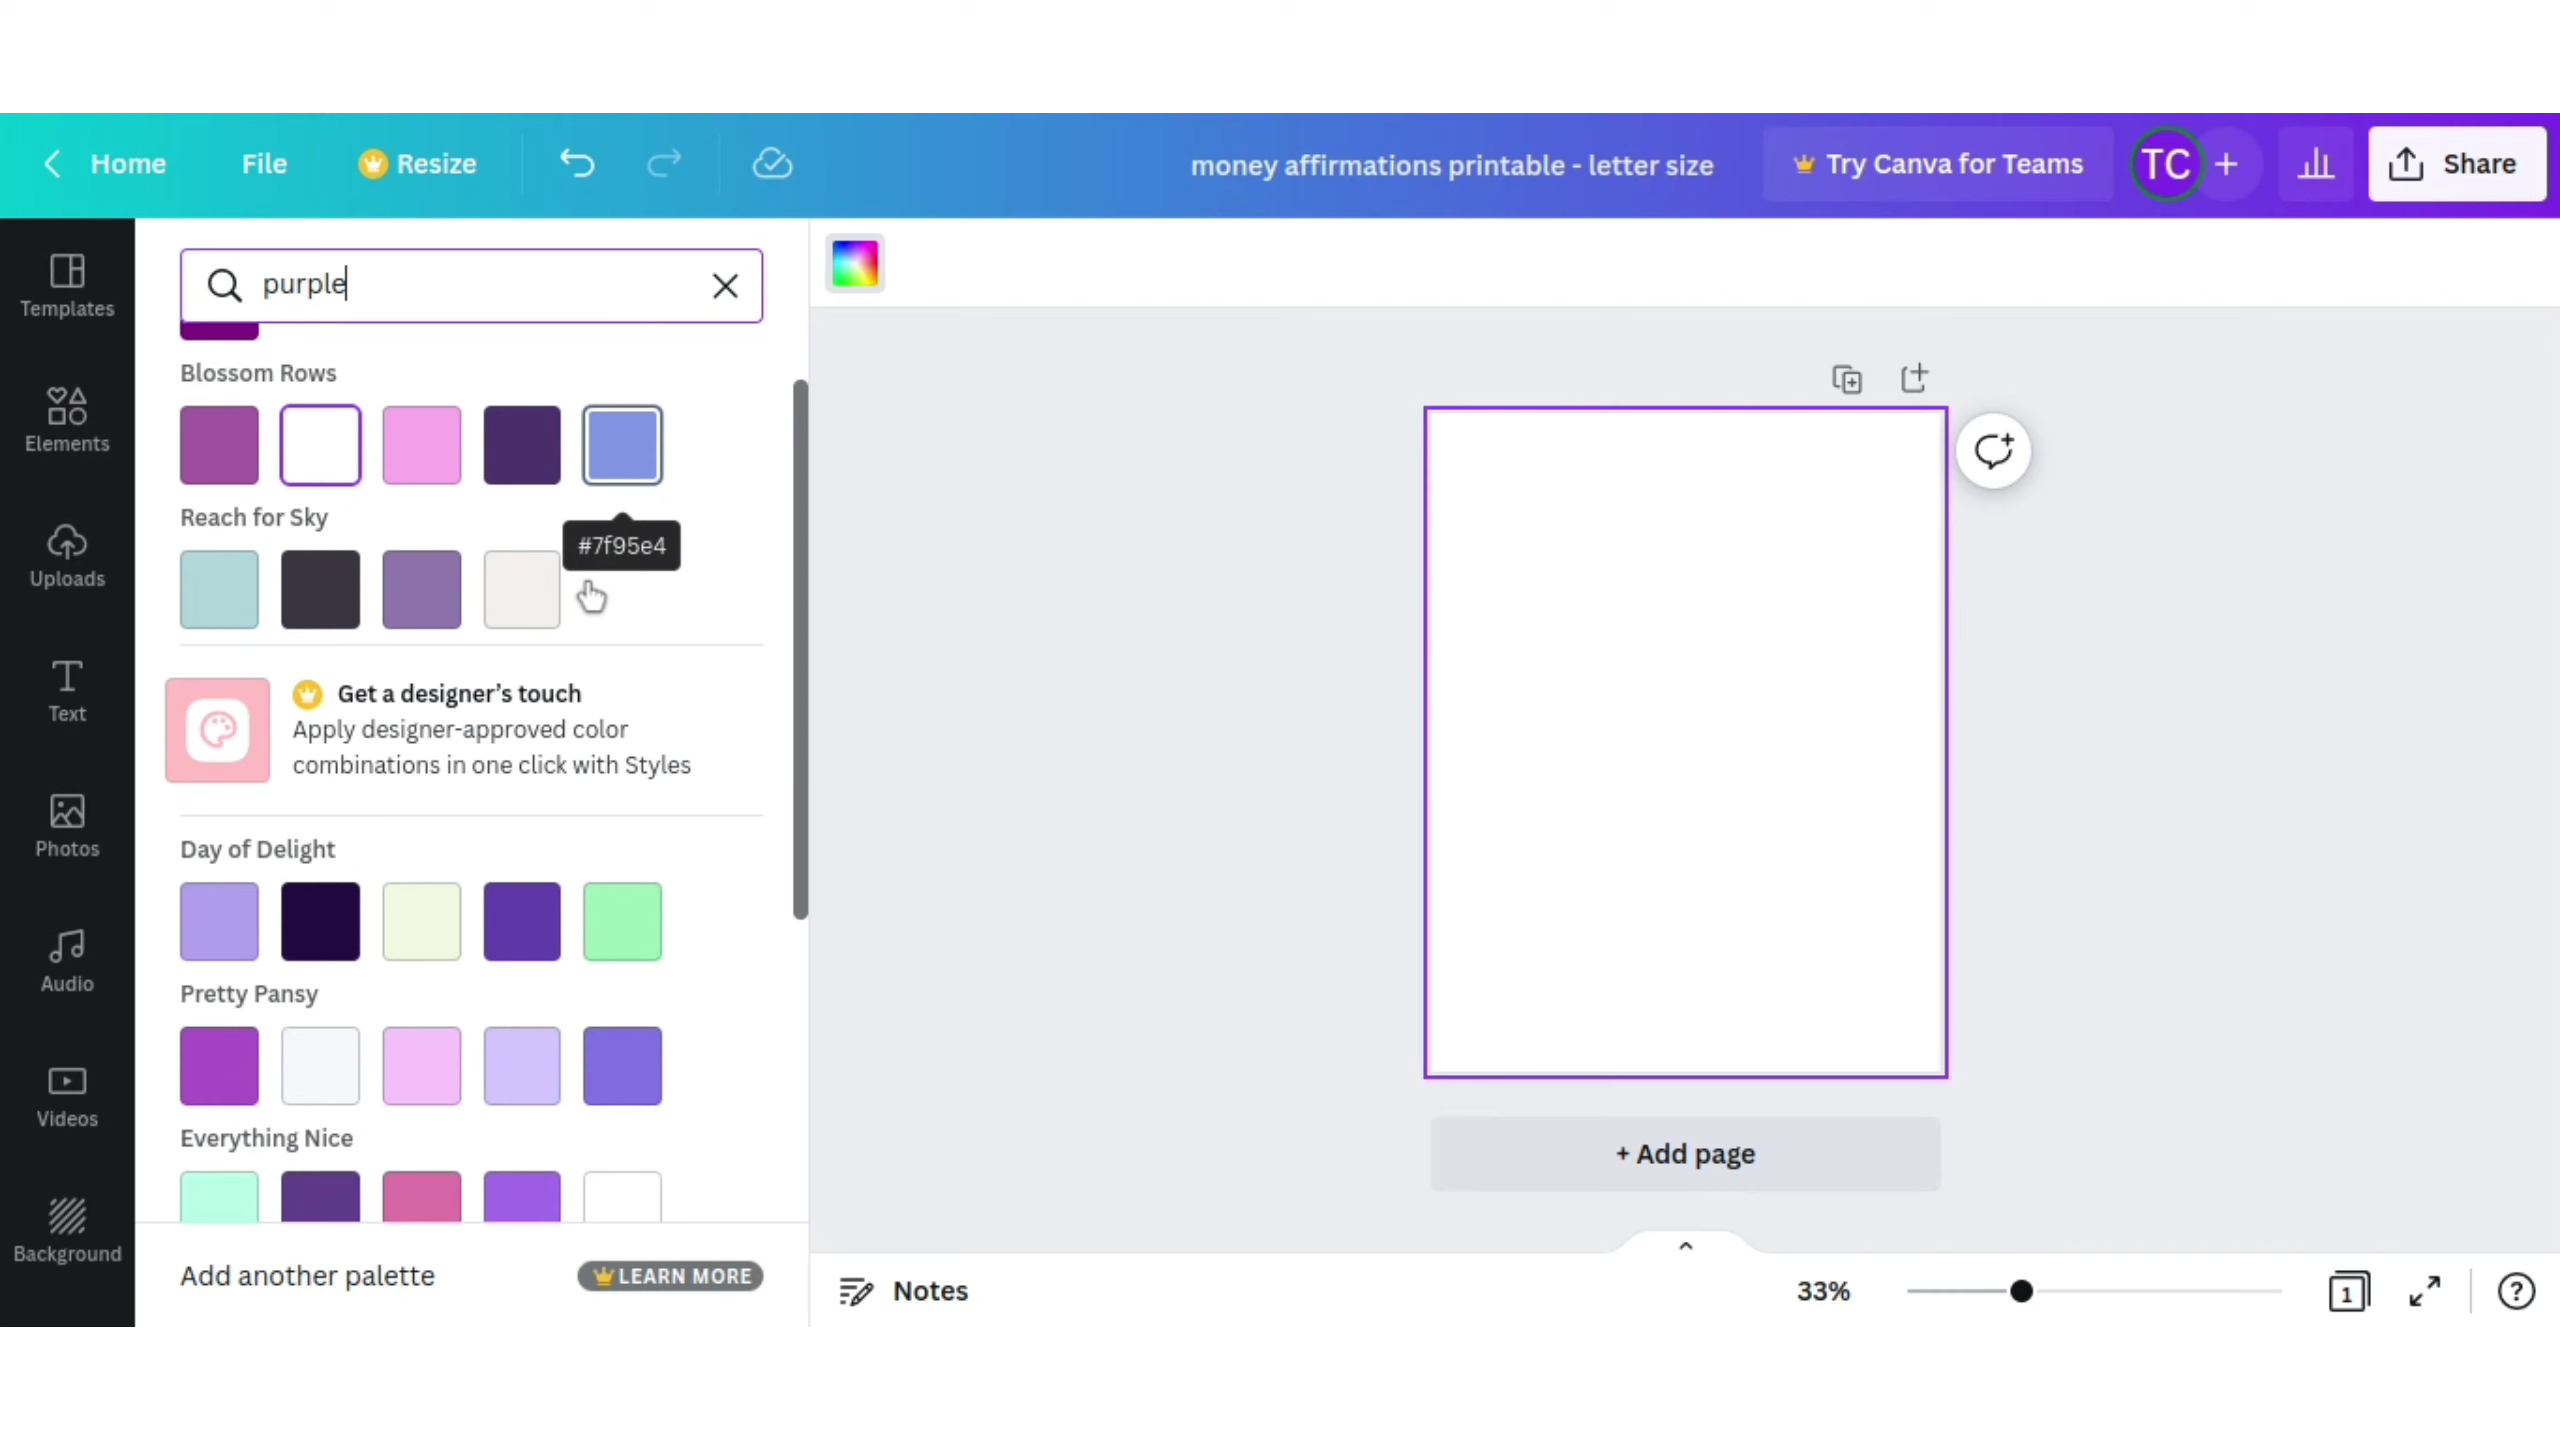 Home
File
Resize
money affirmations printable - letter size
Try Canva for Teams
TC
Share
Templates
Elements
Uploads
Text
Photos
Audio
Videos
Background
purple
Blossom Rows
Reach for Sky
#7f95e4
Get a designer’s touch
Apply designer-approved color
combinations in one click with Styles
Day of Delight
Pretty Pansy
Everything Nice
Add another palette
LEARN MORE
+ Add page
Notes
33%
1
?